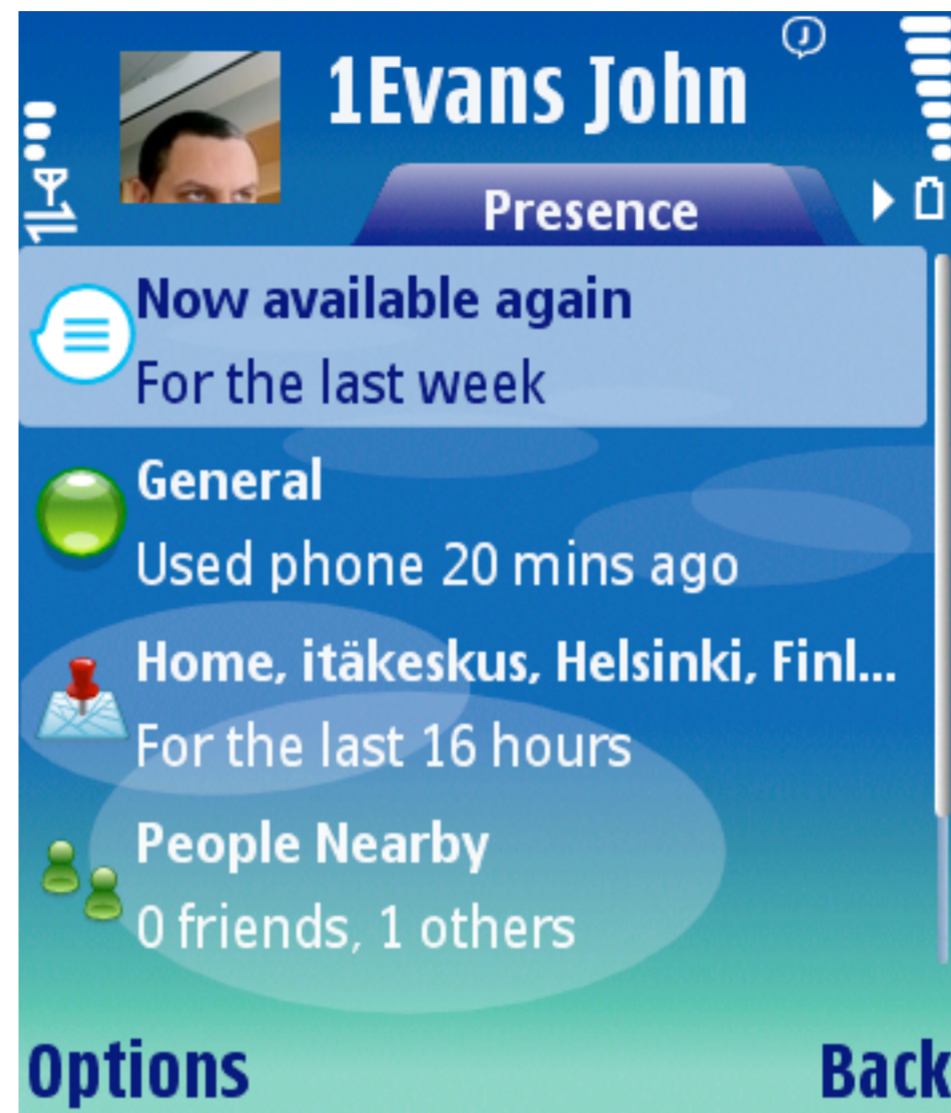 1Evans John
J
Presence
Now available again
For the last week
General
Used phone 20 mins ago
Home, itäkeskus, Helsinki, Finl...
For the last 16 hours
People Nearby
0 friends, 1 others
Options
Back